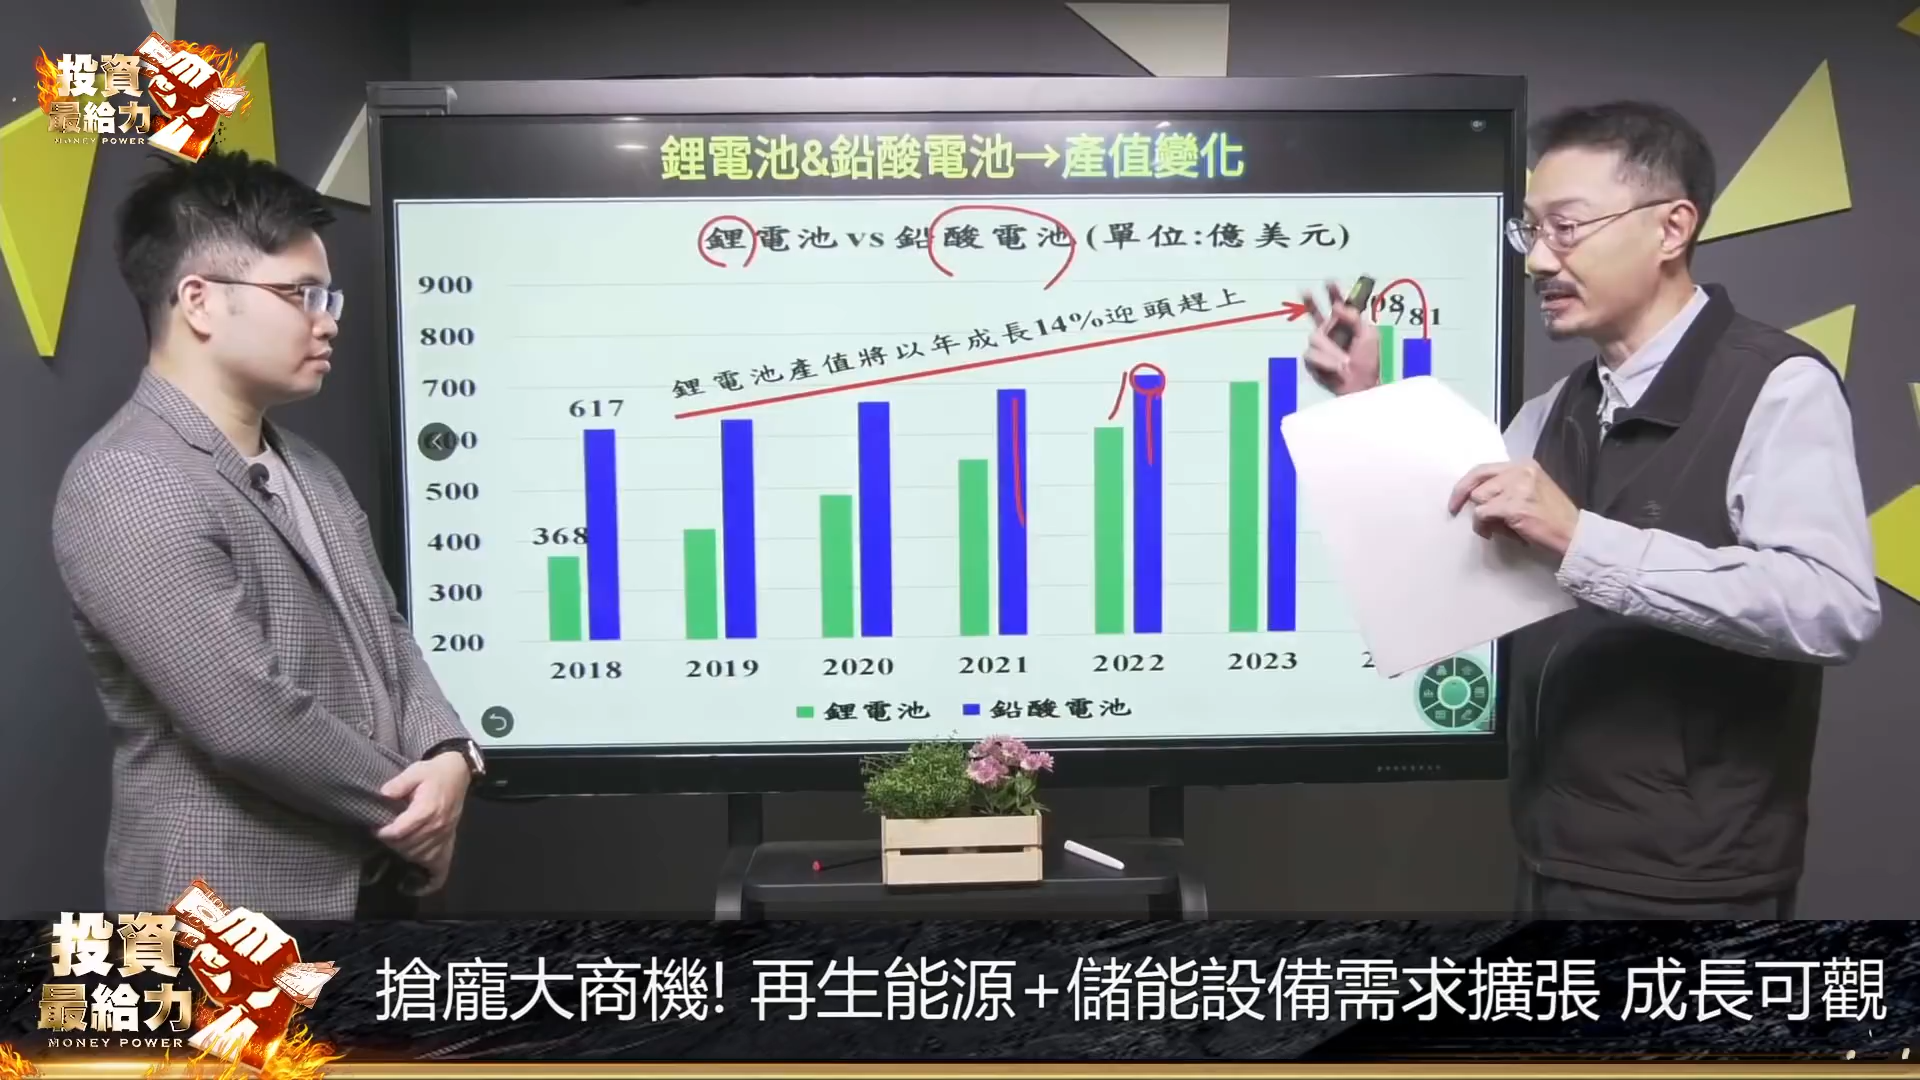 投資
最給力
MONEY POWER
鋰電池&鉛酸電池→產值變化
鋰電池vs鉛酸電池(單位:億美元)
900
800
700
500
400
300
200
鋰電池產值將以年成長14%迎頭趕上
368
617
781
2018
2019
2020
2021
2022
2023
鋰電池
鉛酸電池
投資
最給力
MONEY POWER
搶龐大商機! 再生能源+儲能設備需求擴張 成長可觀